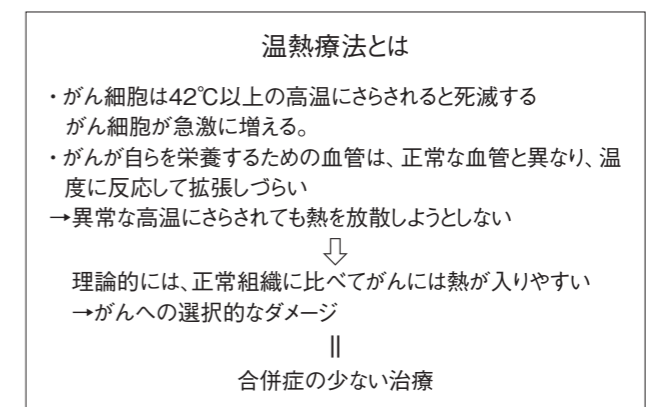 温熱療法とは
・がん細胞は42℃以上の高温にさらされると死滅する
がん細胞が急激に増える。
・がんが自らを栄養するための血管は、正常な血管と異なり、温
度に反応して拡張しづらい
→異常な高温にさらされても熱を放散しようとしない
⇩
理論的には、正常組織に比べてがんには熱が入りやすい
→がんへの選択的なダメージ
||
合併症の少ない治療